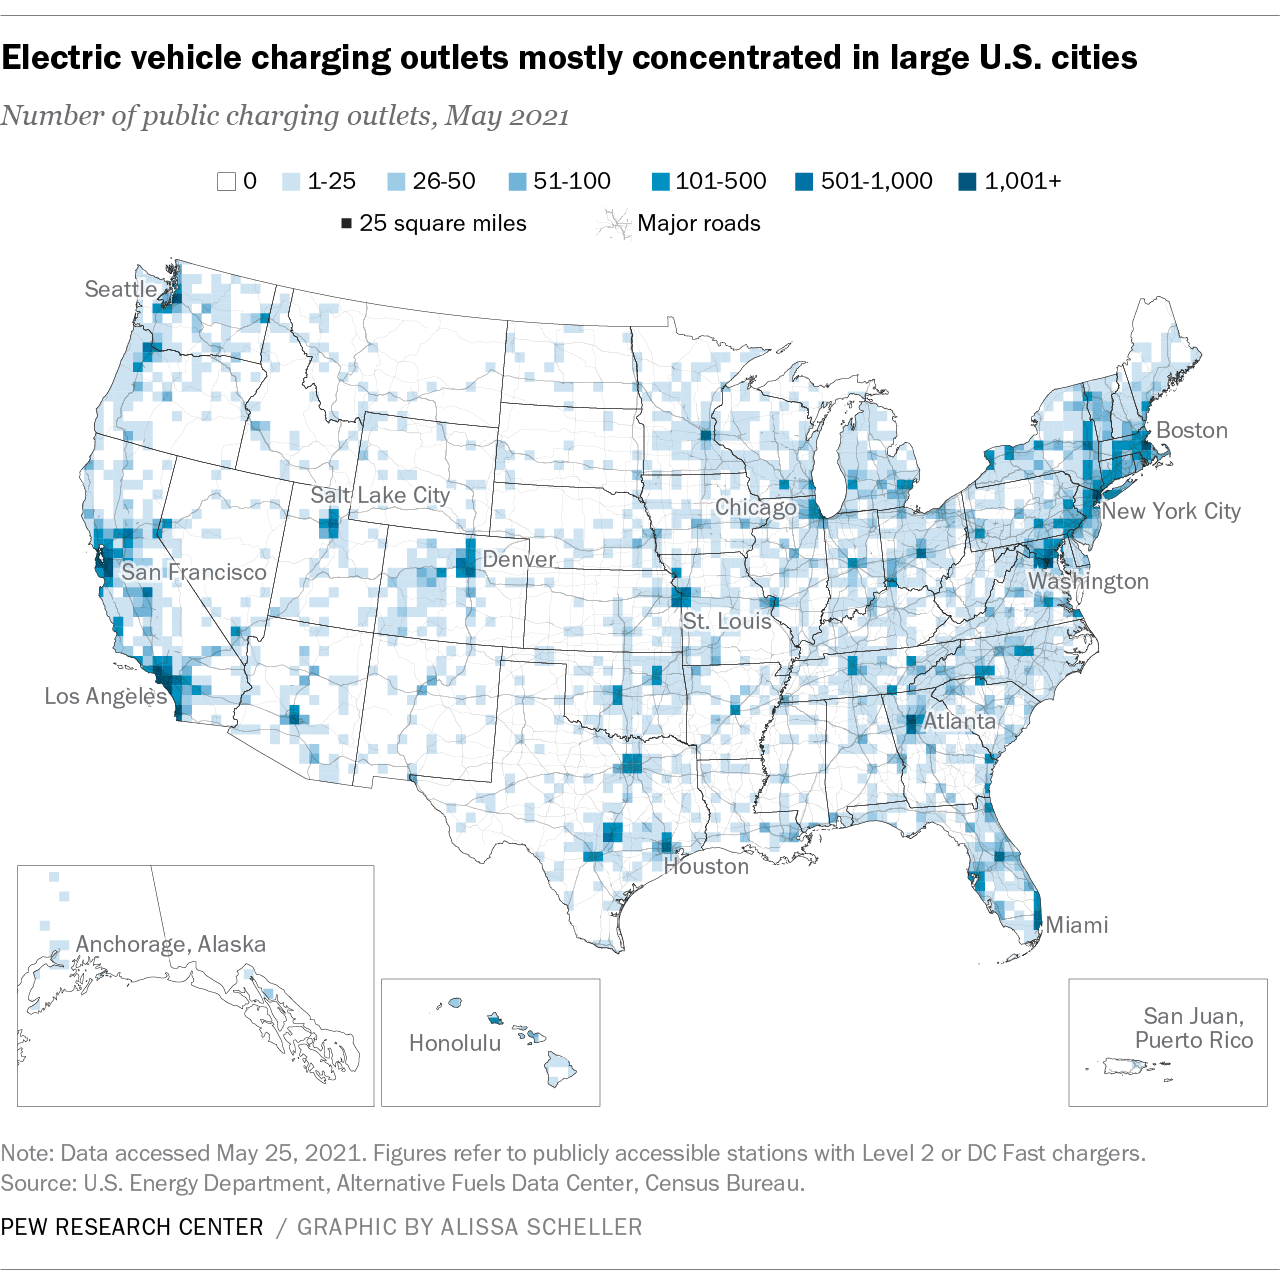 Electric vehicle charging outlets mostly concentrated in large U.S. cities
Number of public charging outlets, May 2021
0 1-25 26-50 51-100 101-500 501-1,000 1,001+
25 square miles Major roads
Seattle
Boston
Salt Lake City
Chicago
New York City
Denver
San Francisco
Washington
St. Louis
Los Angeles
Atlanta
Houston
Miami
Anchorage, Alaska
Honolulu
San Juan,
Puerto Rico
Note: Data accessed May 25, 2021. Figures refer to publicly accessible stations with Level 2 or DC Fast chargers.
Source: U.S. Energy Department, Alternative Fuels Data Center, Census Bureau.
PEW RESEARCH CENTER / GRAPHIC BY ALISSA SCHELLER